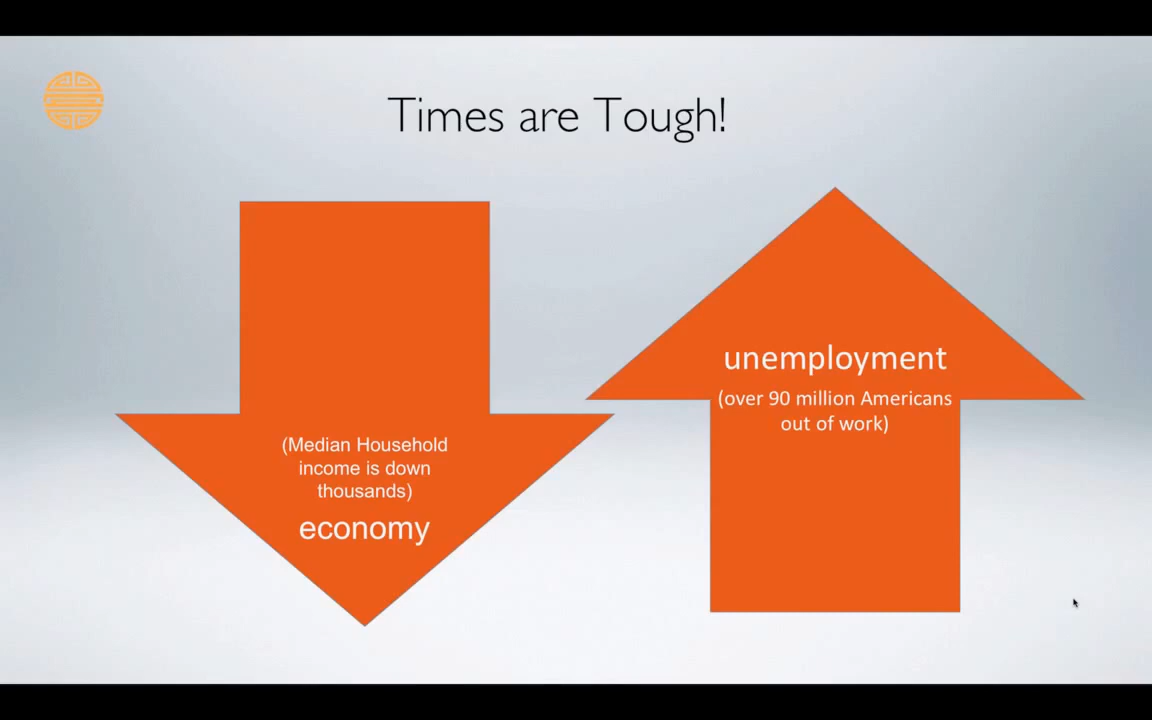 Times are Tough!
(Median Household
income is down
thousands)
economy
unemployment
(over 90 million Americans
out of work)